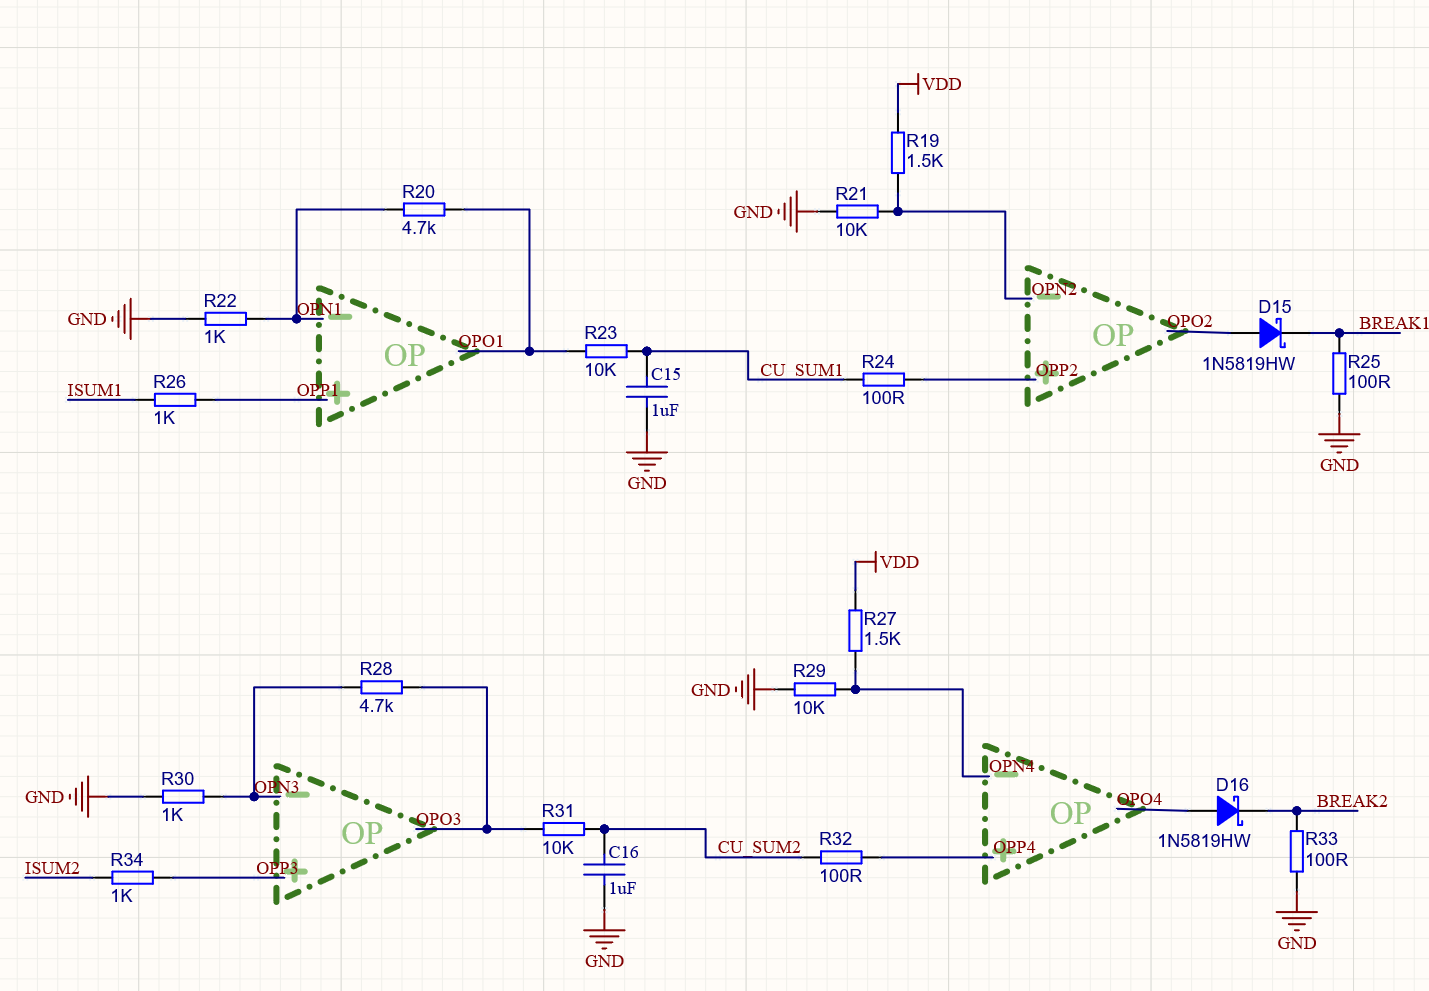 VDD
R19
1.5K
R20
4.7k
R21
GND
10K
R22
GND
1K
OPN1
OPO1
OP
ISUM1
R26
1K
OPP1
R23
10K
C15
1uF
GND
CU_SUM1
R24
100R
OPN2
OPO2
OP
OPP2
D15
1N5819HW
BREAK1
R25
100R
GND
VDD
R27
1.5K
R28
4.7k
R29
GND
10K
R30
GND
1K
OPN3
OPO3
OP
ISUM2
R34
1K
OPP3
R31
10K
C16
1uF
GND
CU_SUM2
R32
100R
OPN4
OPO4
OP
OPP4
D16
1N5819HW
BREAK2
R33
100R
GND